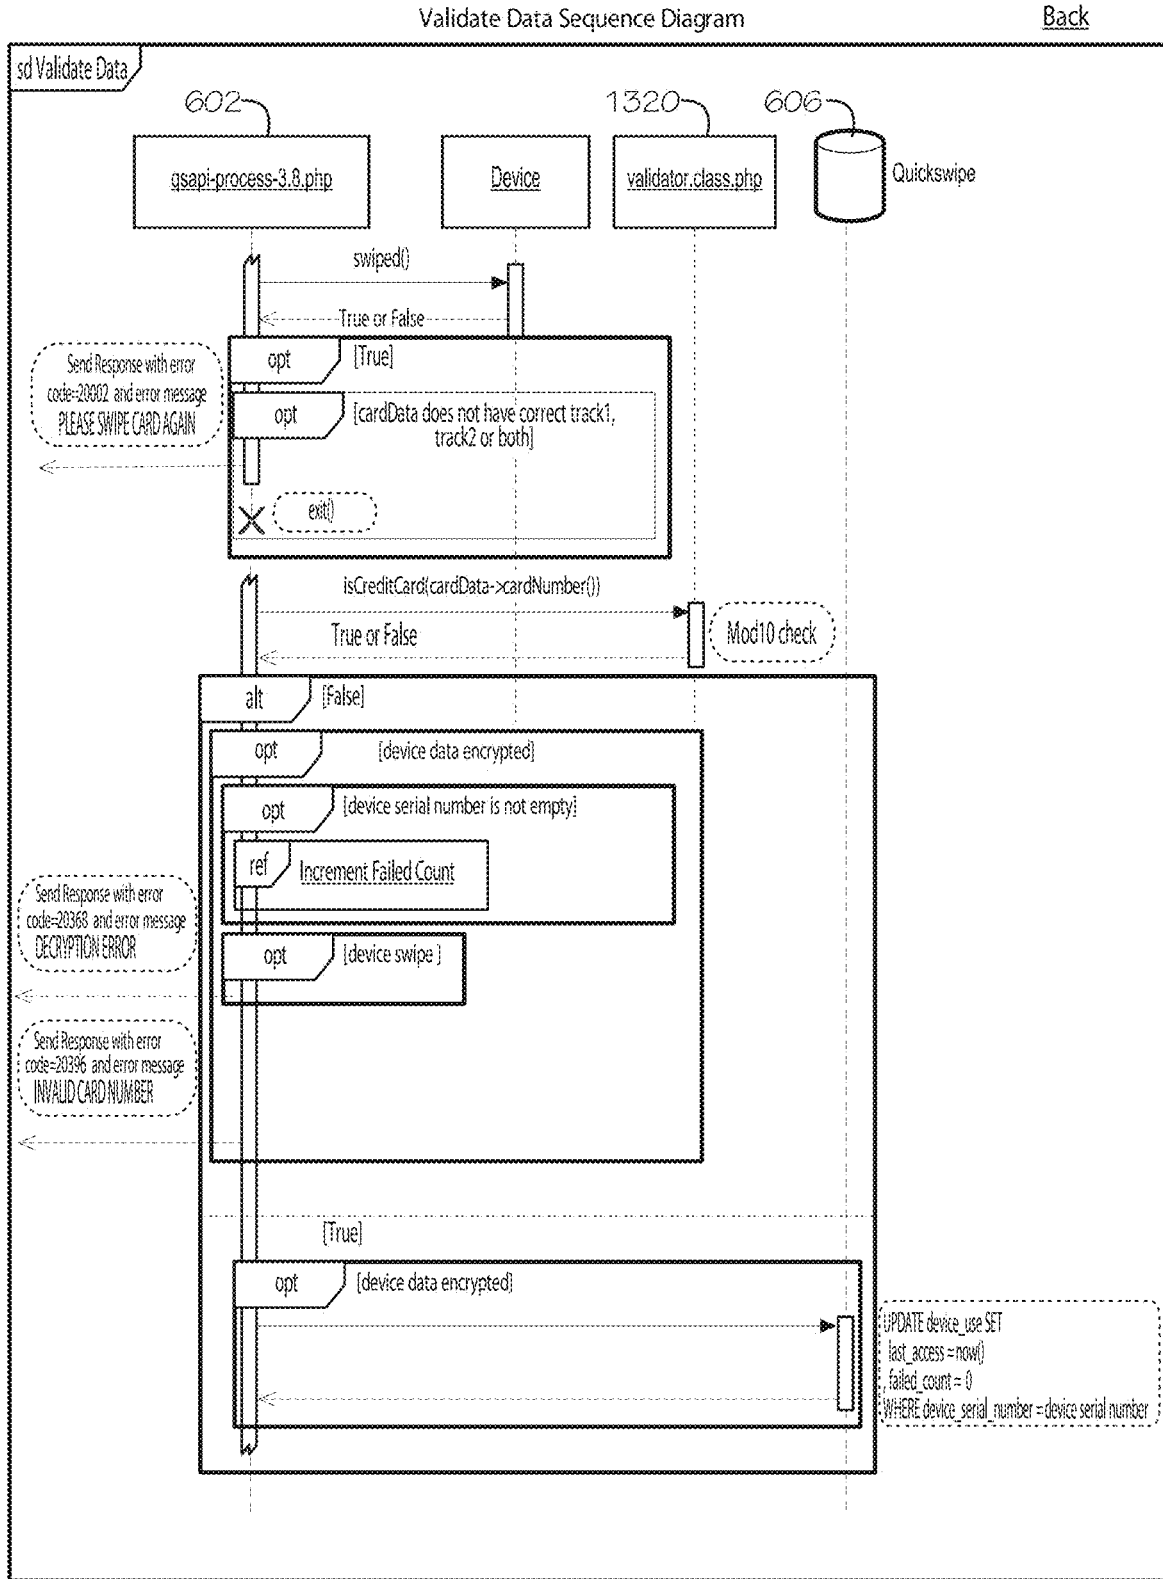 Validate Data Sequence Diagram
Back
sd Validate Data
602
1320
606
qsapi-process-3.8.php
Device
validator.class.php
Quickswipe
swiped()
True or False
opt
[True]
Send Response with error
code=20002 and error message
PLEASE SWIPE CARD AGAIN
opt
[cardData does not have correct track1,
track2 or both]
exit()
isCreditCard(cardData->cardNumber())
True or False
Mod10 check
alt
[False]
opt
[device data encrypted]
opt
[device serial number is not empty]
ref
Increment Failed Count
Send Response with error
code=20368 and error message
DECRYPTION ERROR
opt
[device swipe ]
Send Response with error
code=20396 and error message
INVALID CARD NUMBER
[True]
opt
[device data encrypted]
UPDATE device_use SET
last_access = now()
, failed_count = 0
WHERE device_serial_number = device serial number